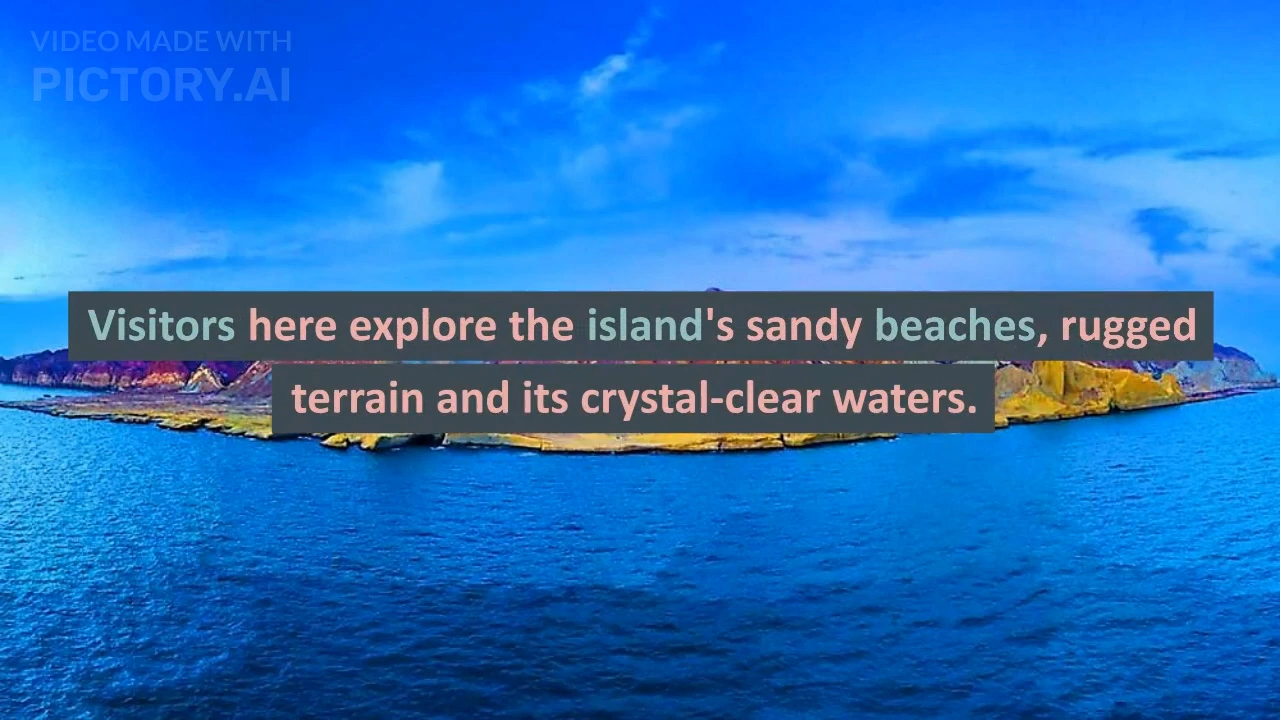 VIDEO MADE WITH
PICTORY.AI
Visitors here explore the island's sandy beaches, rugged
terrain and its crystal-clear waters.